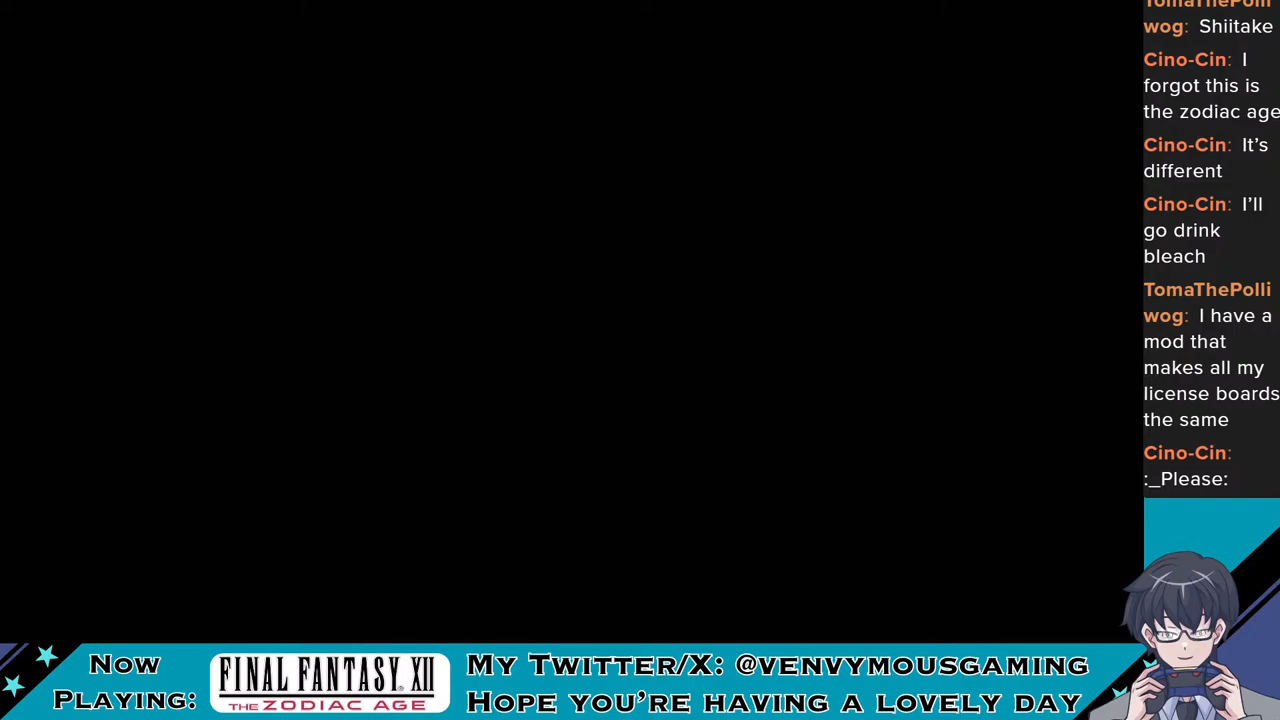 TomaThePolli
wog: Shiitake
Cino-Cin: I
forgot this is
the zodiac age
Cino-Cin: It's
different
Cino-Cin: I'll
go drink
bleach
TomaThePolli
wog: I have a
mod that
makes all my
license boards
the same
Cino-Cin:
:_Please:
Now
Playing:
FINAL FANTASY XII
THE ZODIAC AGE
My Twitter/X: @venvymousgaming
Hope you're having a lovely day